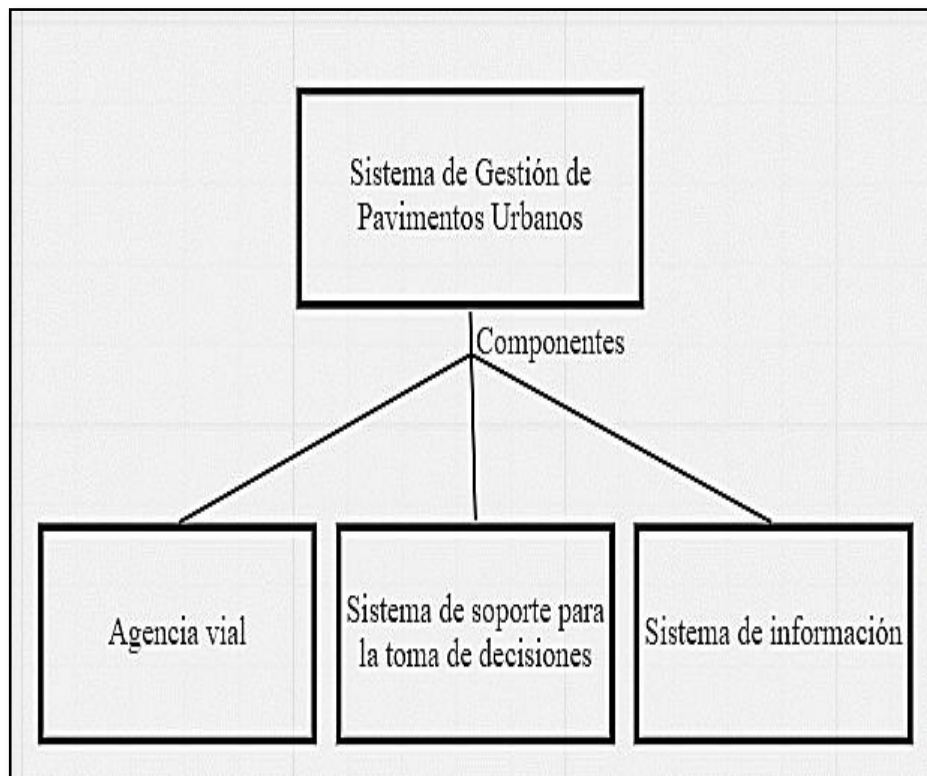 Sistema de Gestión de
Pavimentos Urbanos
Componentes
Agencia vial
Sistema de soporte para
la toma de decisiones
Sistema de información